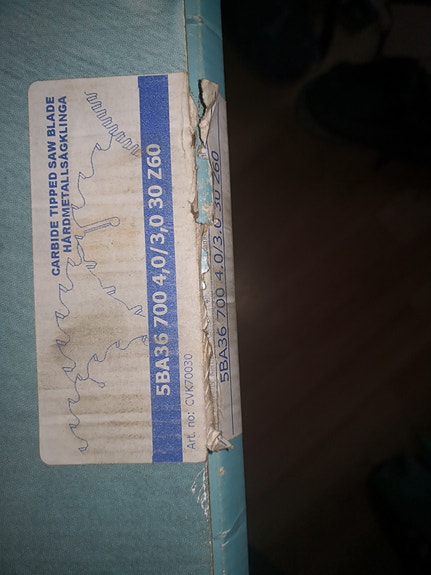 CARBIDE TIPPED SAW BLADE
HÅRDMETALLSÅGKLINGA
5BA36 700 4,0/3,0 30 Z60
Art. no: CVK70030
5BA36 700 4,0/3,0 30 Z60